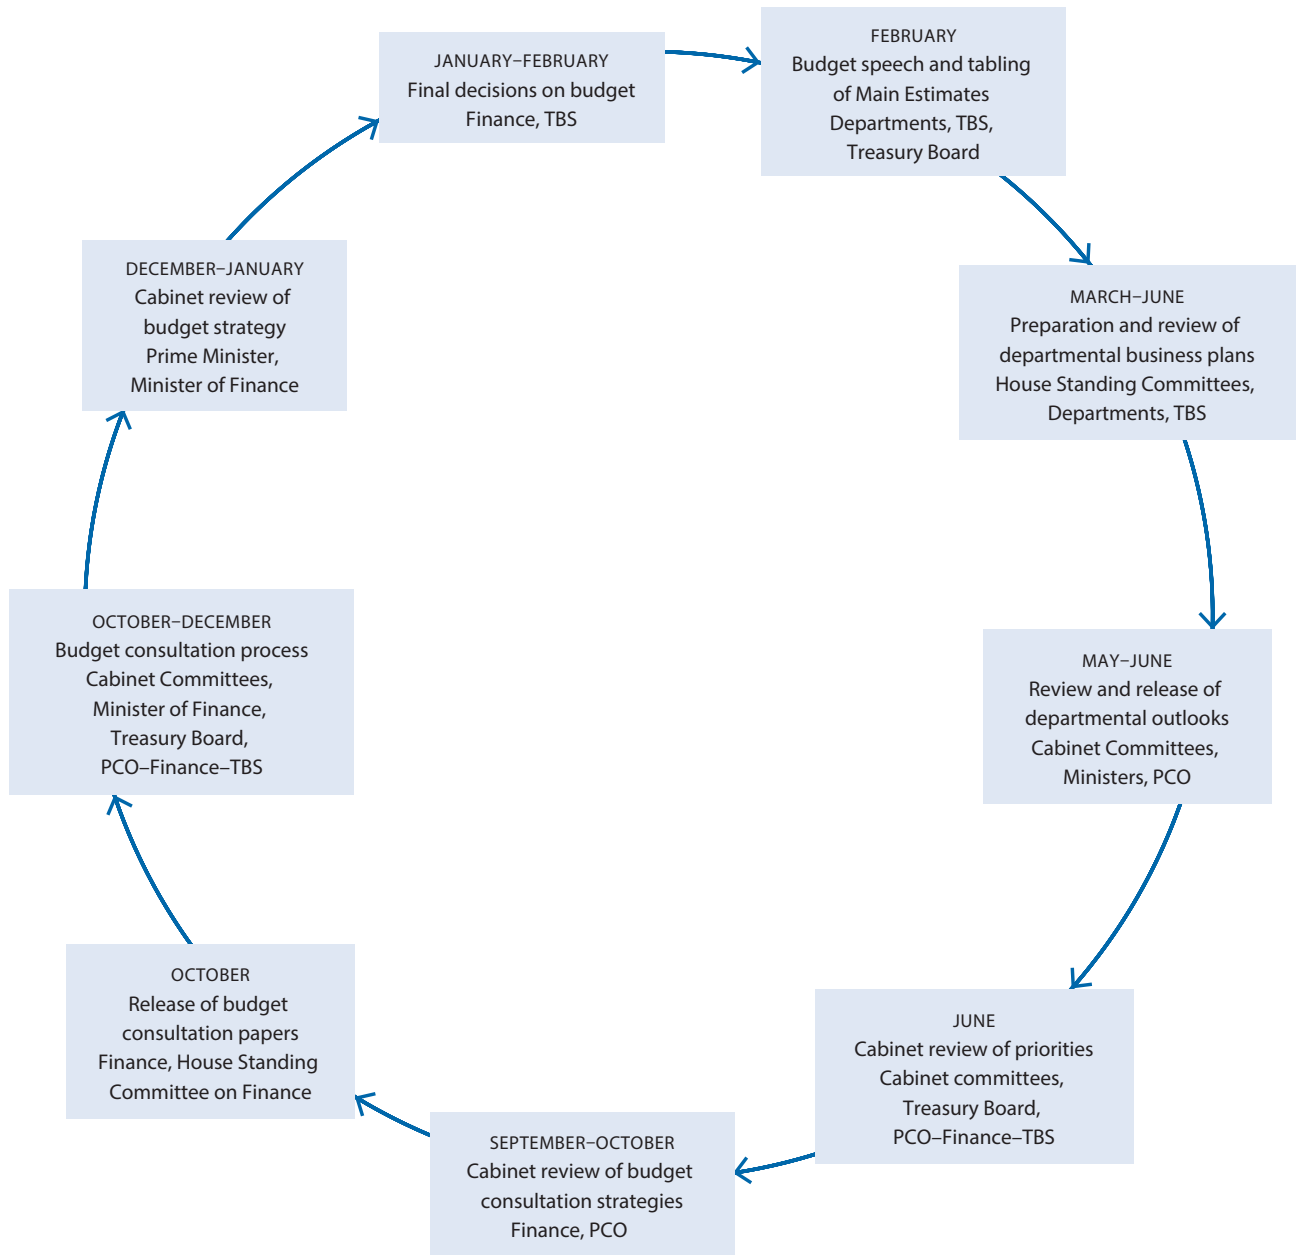 JANUARY–FEBRUARY
Final decisions on budget
Finance, TBS
FEBRUARY
Budget speech and tabling
of Main Estimates
Departments, TBS,
Treasury Board
MARCH–JUNE
Preparation and review of
departmental business plans
House Standing Committees,
Departments, TBS
MAY–JUNE
Review and release of
departmental outlooks
Cabinet Committees,
Ministers, PCO
JUNE
Cabinet review of priorities
Cabinet committees,
Treasury Board,
PCO–Finance–TBS
SEPTEMBER–OCTOBER
Cabinet review of budget
consultation strategies
Finance, PCO
OCTOBER
Release of budget
consultation papers
Finance, House Standing
Committee on Finance
OCTOBER–DECEMBER
Budget consultation process
Cabinet Committees,
Minister of Finance,
Treasury Board,
PCO–Finance–TBS
DECEMBER–JANUARY
Cabinet review of
budget strategy
Prime Minister,
Minister of Finance